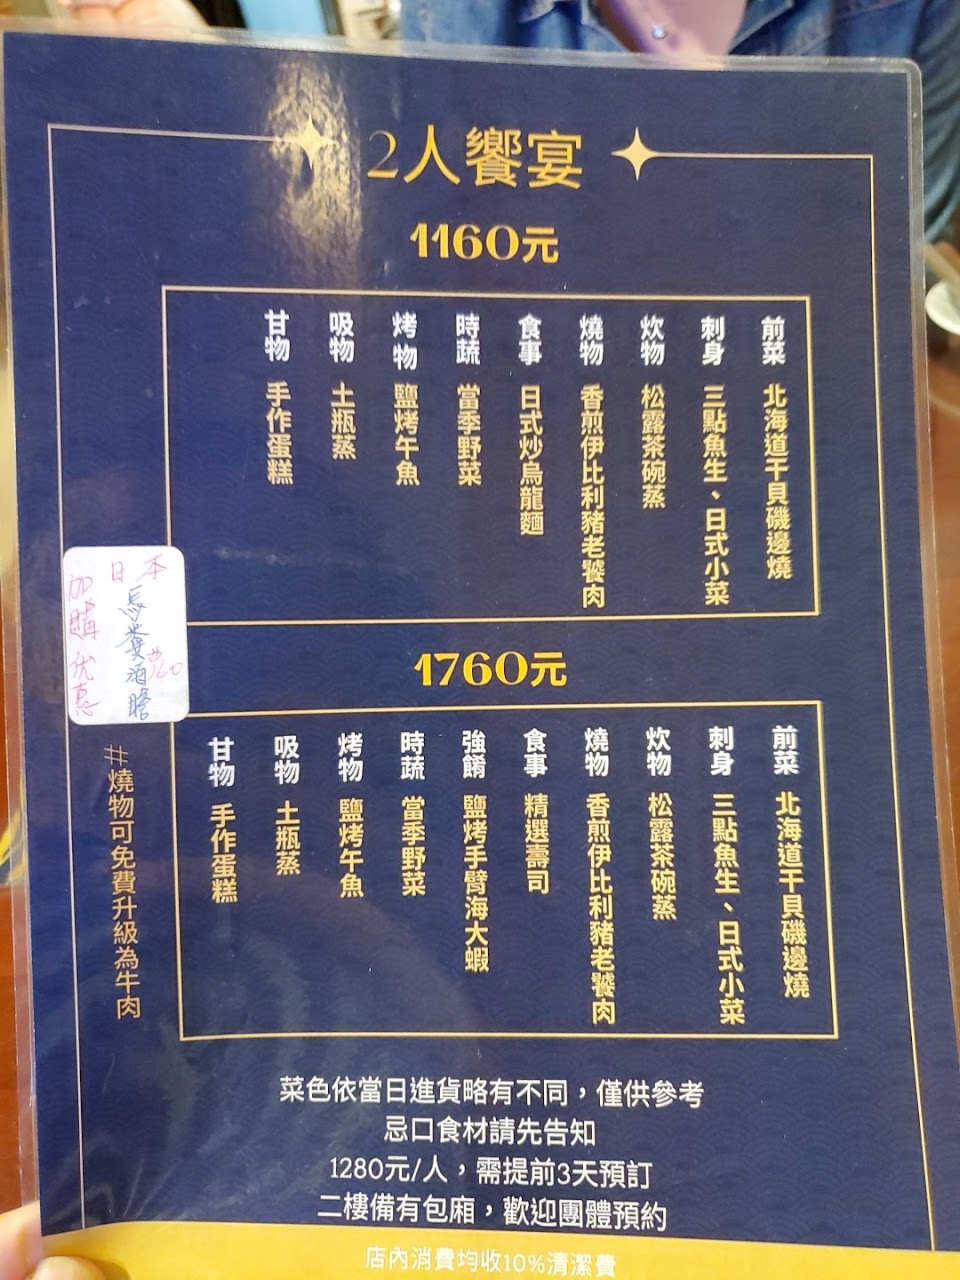 2人饗宴
1160元
前菜 北海道干貝磯邊燒
刺身 三點魚生、日式小菜
炊物 松露茶碗蒸
燒物 香煎伊比利豬老饕肉
食事 日式炒烏龍麵
時蔬 當季野菜
烤物 鹽烤午魚
吸物 土瓶蒸
甘物 手作蛋糕
日本
馬糞海膽
加購优惠
1760元
前菜 北海道干貝磯邊燒
刺身 三點魚生、日式小菜
炊物 松露茶碗蒸
燒物 香煎伊比利豬老饕肉
食事 精選壽司
強餚 鹽烤手臂海大蝦
時蔬 當季野菜
烤物 鹽烤午魚
吸物 土瓶蒸
甘物 手作蛋糕
#燒物可免費升級為牛肉
菜色依當日進貨略有不同，僅供參考
忌口食材請先告知
1280元/人，需提前3天預訂
二樓備有包廂，歡迎團體預約
店內消費均收10%清潔費